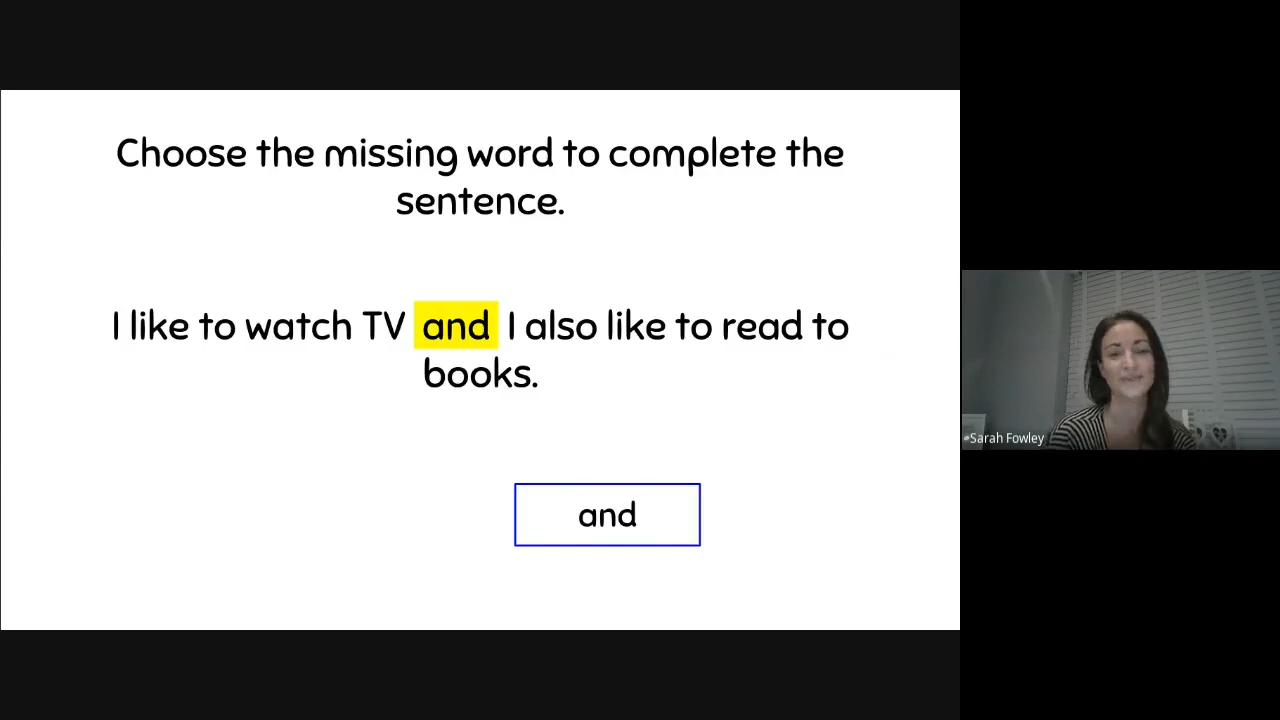 Choose the missing word to complete the
sentence.
I like to watch TV and I also like to read to
books.
and
Sarah Fowley